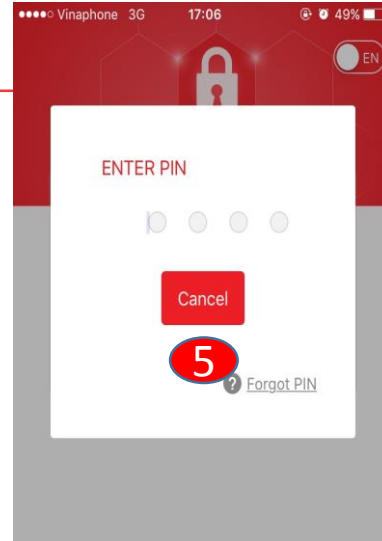 Vinaphone 3G 17:06 49%
EN
ENTER PIN
Cancel
5
? Forgot PIN